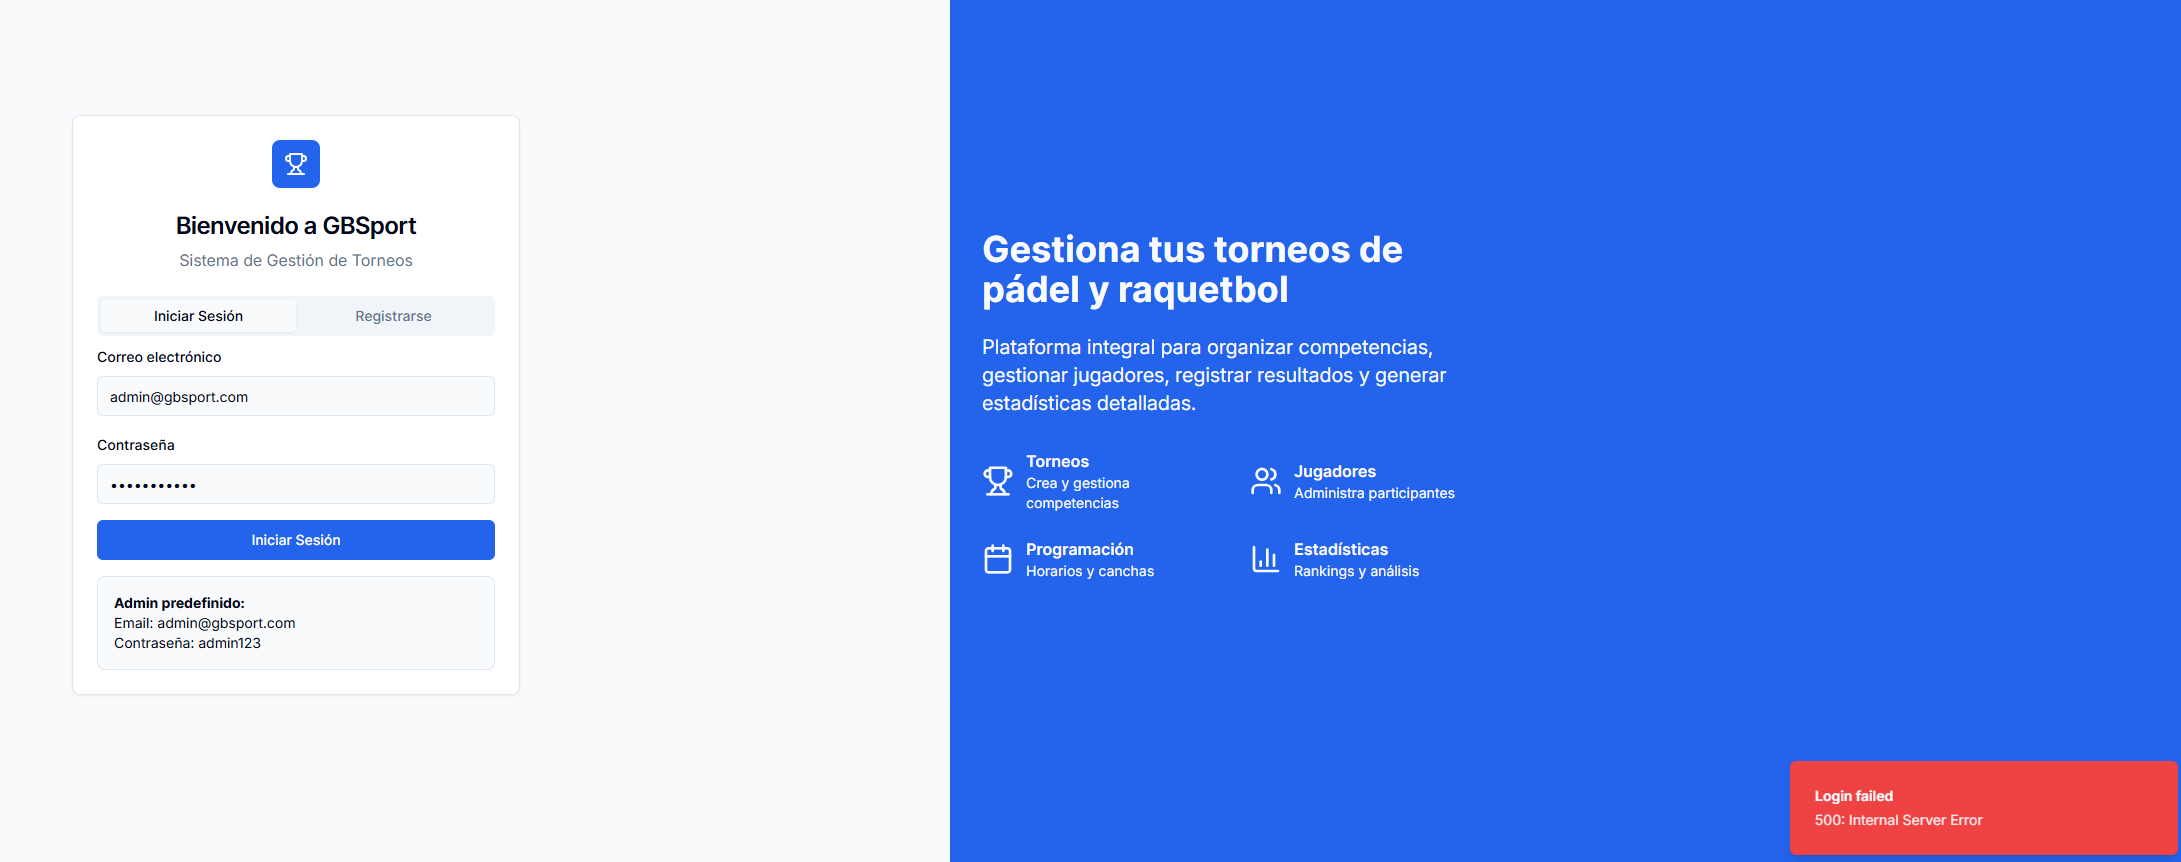 Bienvenido a GBSport
Sistema de Gestión de Torneos
Iniciar Sesión
Registrarse
Correo electrónico
admin@gbsport.com
Contraseña
•••••••••••
Iniciar Sesión
Admin predefinido:
Email: admin@gbsport.com
Contraseña: admin123
Gestiona tus torneos de
pádel y raquetbol
Plataforma integral para organizar competencias,
gestionar jugadores, registrar resultados y generar
estadísticas detalladas.
Torneos
Crea y gestiona
competencias
Jugadores
Administra participantes
Programación
Horarios y canchas
Estadísticas
Rankings y análisis
Login failed
500: Internal Server Error